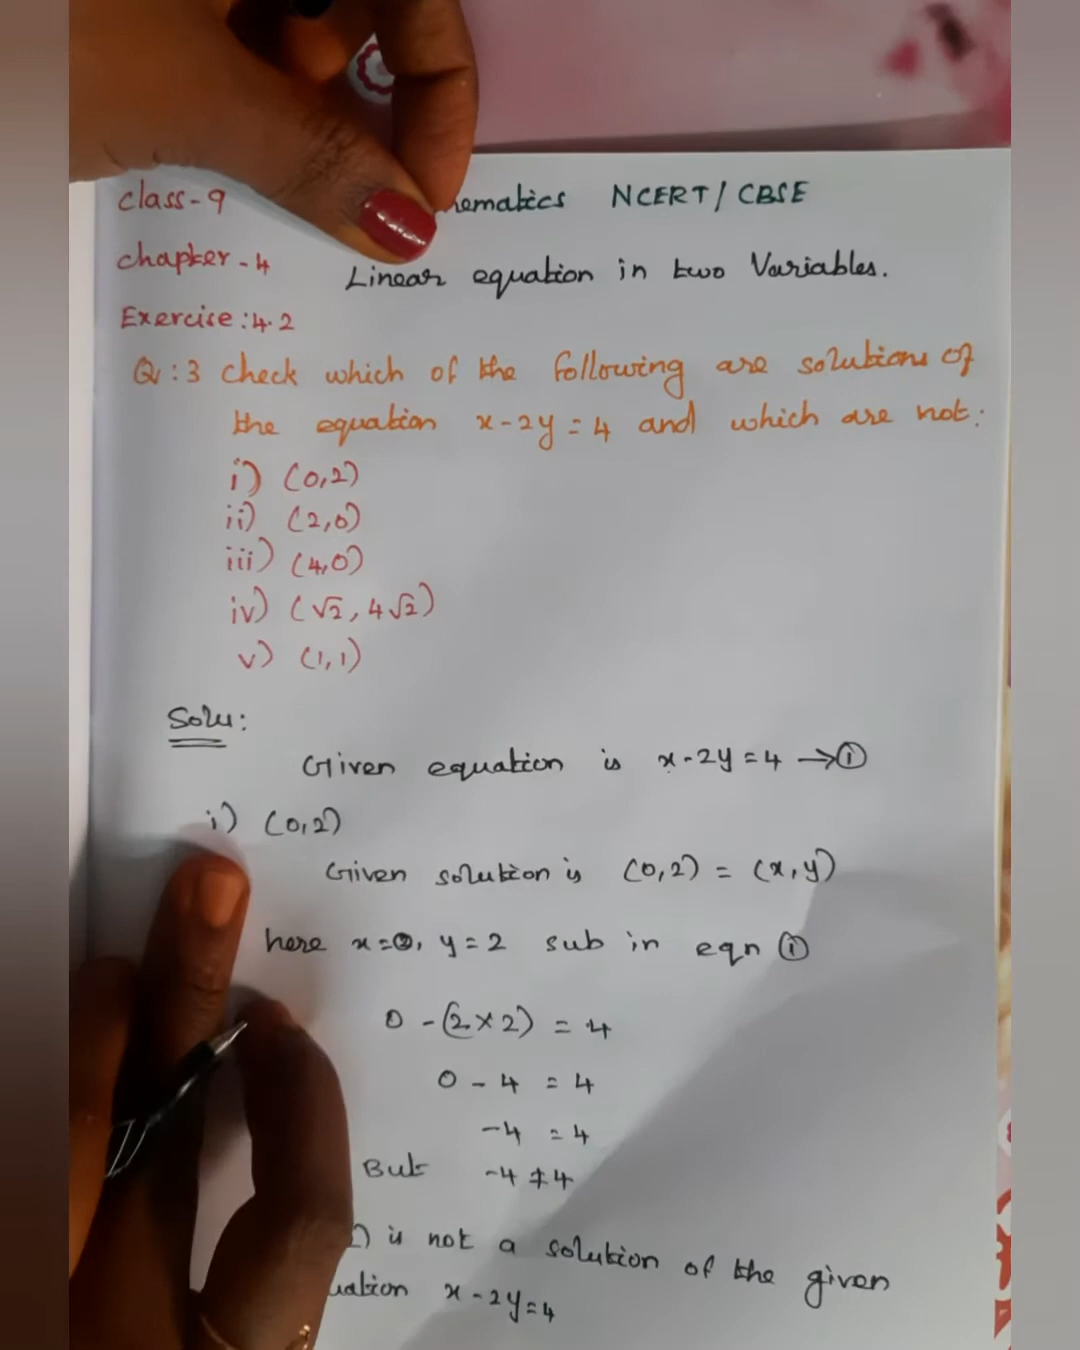 class-9 NCERT / CBSE
chapter-4 Linear equation in two Variables.
Exercise:4.2
Q:3 check which of the following are solutions of
the equation x-2y=4 and which are not:
i) (0,2)
ii) (2,0)
iii) (4,0)
iv) (√2, 4√2)
v) (1,1)
Solu:
Given equation is x-2y=4 →①
i) (0,2)
Given solution is (0,2) = (x,y)
here x=0, y=2 sub in eqn ①
0 -(2×2) = 4
0 - 4 = 4
-4 = 4
But -4 ≠ 4
is not a solution of the given
x-2y=4